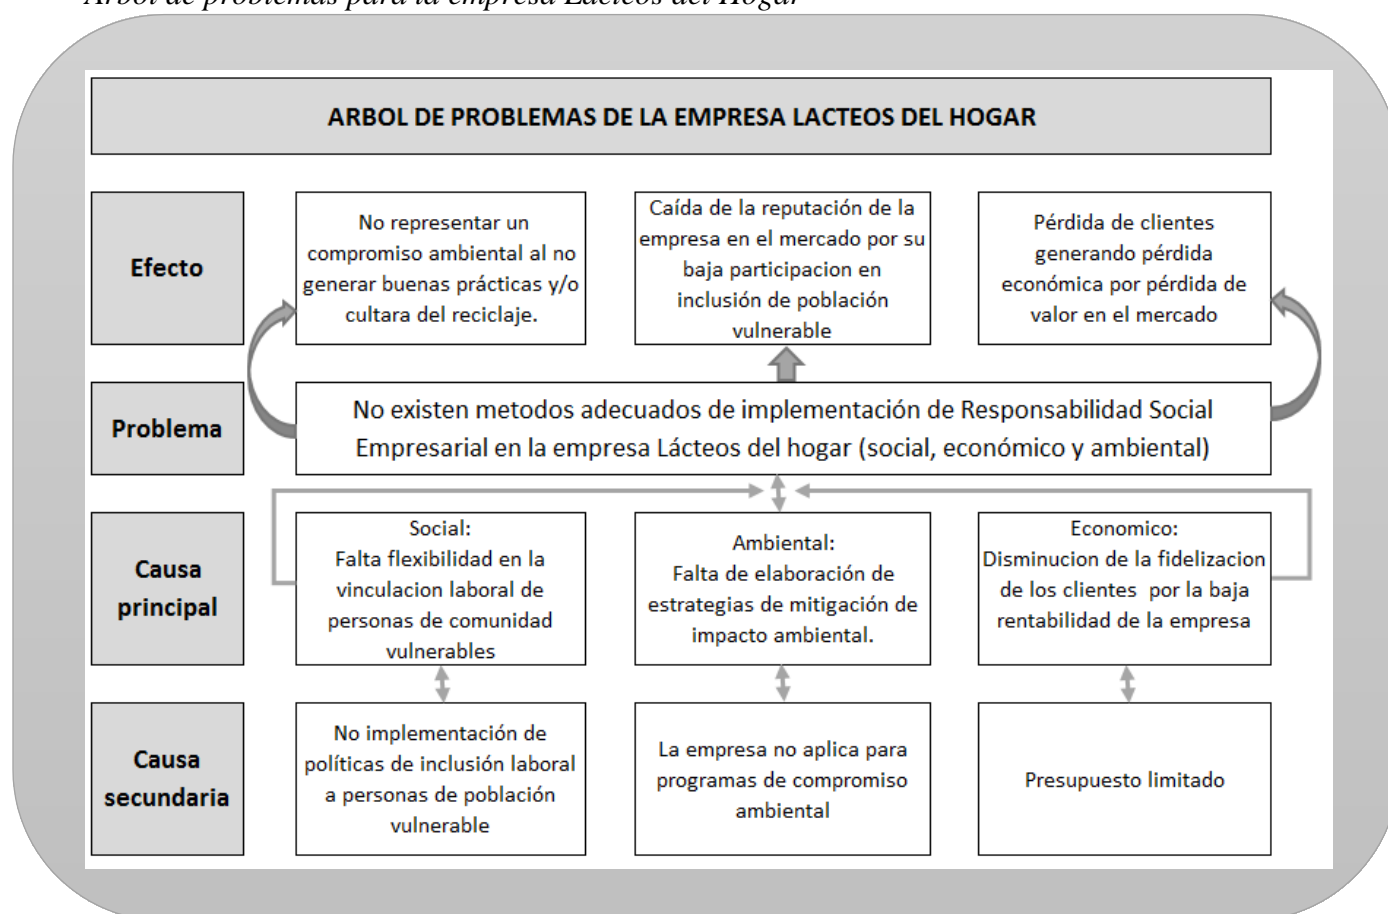 Árbol de problemas para la empresa Lácteos del Hogar
ARBOL DE PROBLEMAS DE LA EMPRESA LACTEOS DEL HOGAR
Efecto
No representar un
compromiso ambiental al no
generar buenas prácticas y/o
cultara del reciclaje.
Caída de la reputación de la
empresa en el mercado por su
baja participacion en
inclusión de población
vulnerable
Pérdida de clientes
generando pérdida
económica por pérdida de
valor en el mercado
Problema
No existen metodos adecuados de implementación de Responsabilidad Social
Empresarial en la empresa Lácteos del hogar (social, económico y ambiental)
Causa
principal
Social:
Falta flexibilidad en la
vinculacion laboral de
personas de comunidad
vulnerables
Ambiental:
Falta de elaboración de
estrategias de mitigación de
impacto ambiental.
Economico:
Disminucion de la fidelizacion
de los clientes por la baja
rentabilidad de la empresa
Causa
secundaria
No implementación de
políticas de inclusión laboral
a personas de población
vulnerable
La empresa no aplica para
programas de compromiso
ambiental
Presupuesto limitado